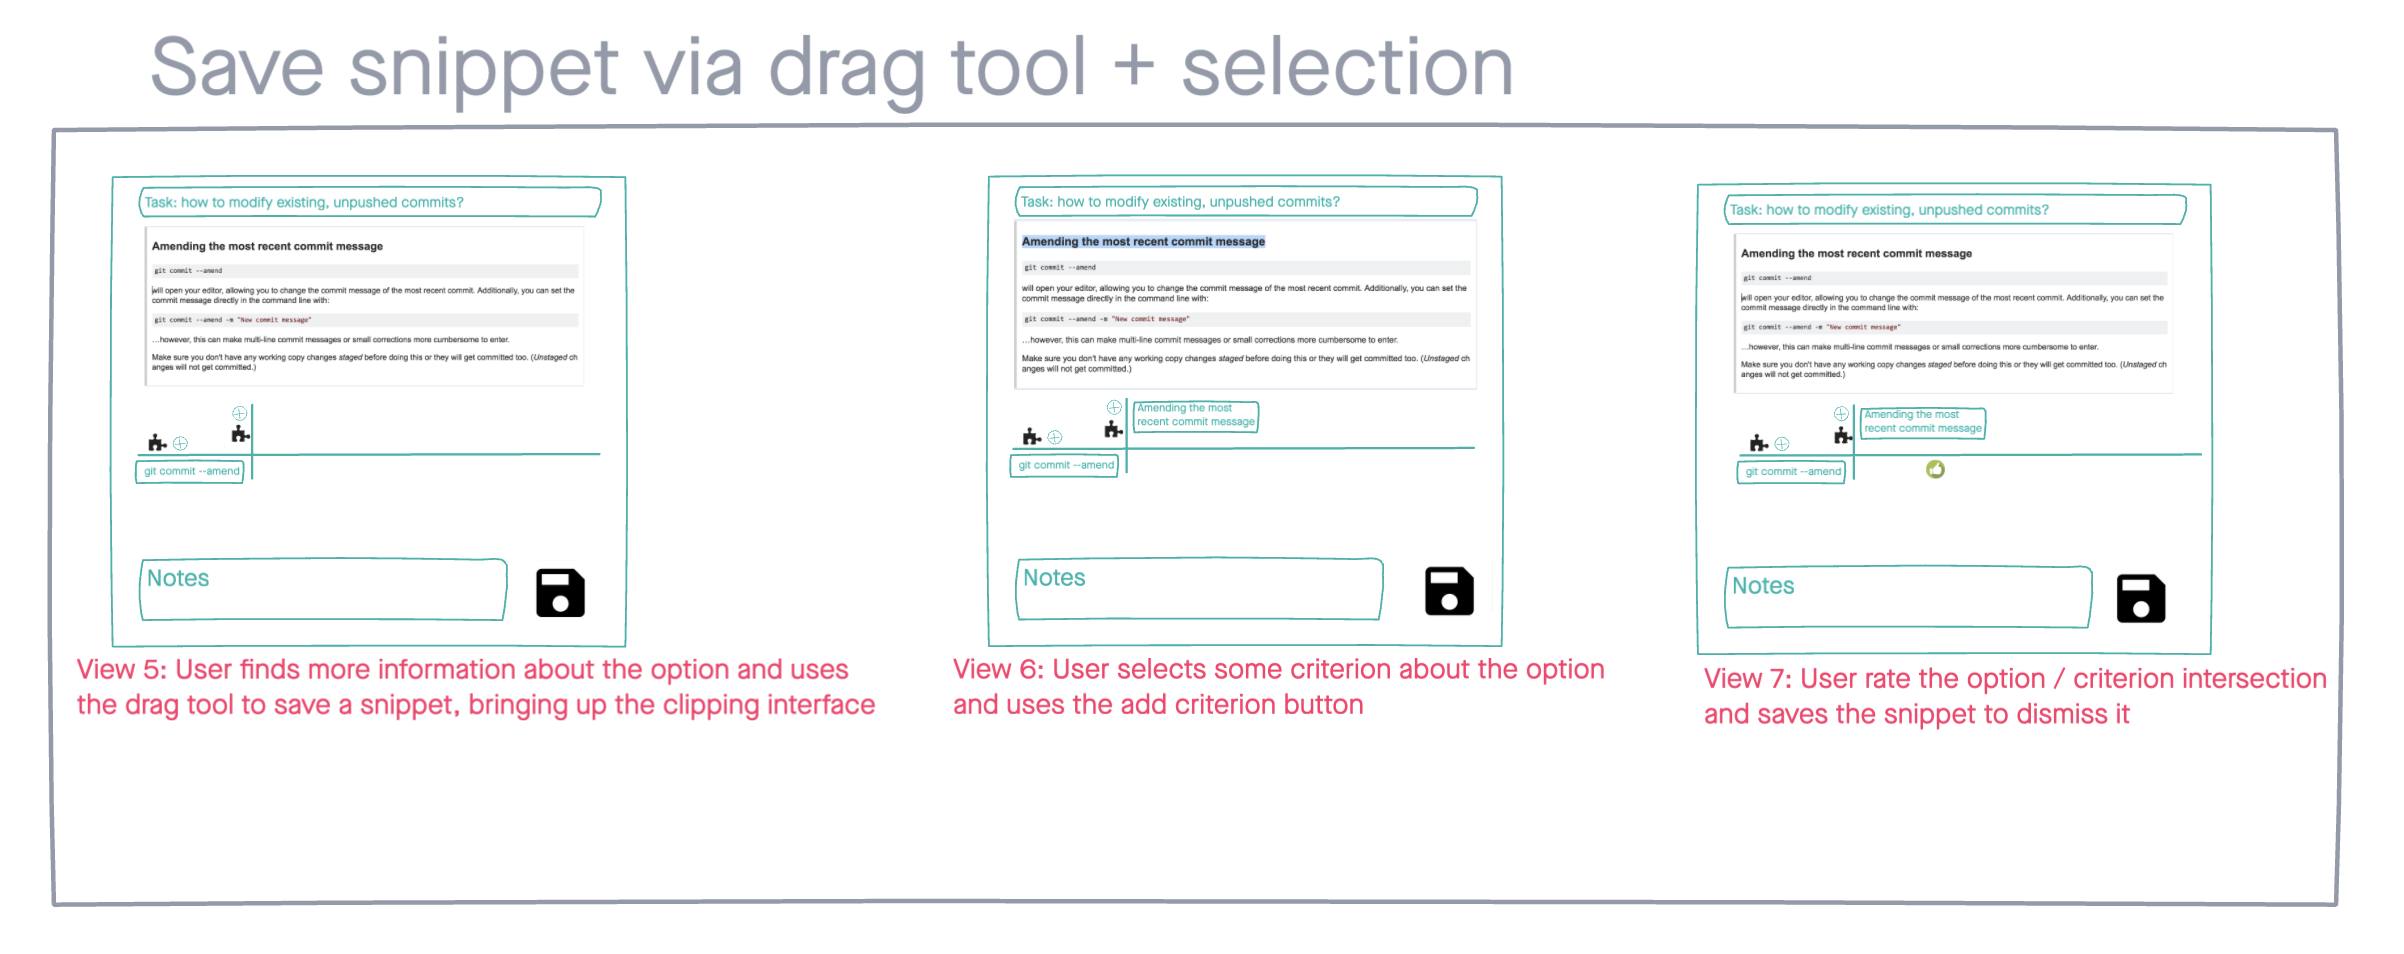 Save snippet via drag tool + selection
Task: how to modify existing, unpushed commits?
Amending the most recent commit message
git commit --amend
will open your editor, allowing you to change the commit message of the most recent commit. Additionally, you can set the
commit message directly in the command line with:
git commit --amend -m "New commit message"
...however, this can make multi-line commit messages or small corrections more cumbersome to enter.
Make sure you don't have any working copy changes staged before doing this or they will get committed too. (Unstaged ch
anges will not get committed.)
git commit --amend
Notes
View 5: User finds more information about the option and uses
the drag tool to save a snippet, bringing up the clipping interface
Task: how to modify existing, unpushed commits?
Amending the most recent commit message
git commit --amend
will open your editor, allowing you to change the commit message of the most recent commit. Additionally, you can set the
commit message directly in the command line with:
git commit --amend -m "New commit message"
...however, this can make multi-line commit messages or small corrections more cumbersome to enter.
Make sure you don't have any working copy changes staged before doing this or they will get committed too. (Unstaged ch
anges will not get committed.)
Amending the most
recent commit message
git commit --amend
Notes
View 6: User selects some criterion about the option
and uses the add criterion button
Task: how to modify existing, unpushed commits?
Amending the most recent commit message
git commit --amend
will open your editor, allowing you to change the commit message of the most recent commit. Additionally, you can set the
commit message directly in the command line with:
git commit --amend -m "New commit message"
...however, this can make multi-line commit messages or small corrections more cumbersome to enter.
Make sure you don't have any working copy changes staged before doing this or they will get committed too. (Unstaged ch
anges will not get committed.)
Amending the most
recent commit message
git commit --amend
Notes
View 7: User rate the option / criterion intersection
and saves the snippet to dismiss it